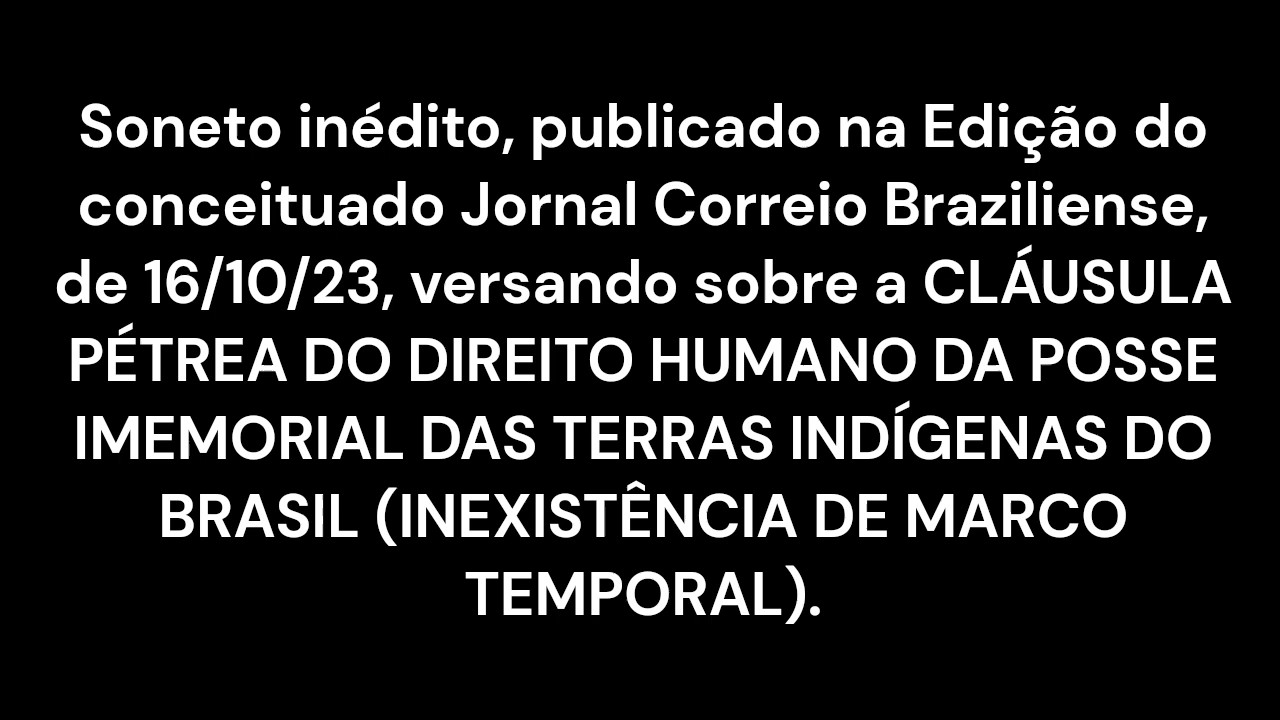 Soneto inédito, publicado na Edição do
conceituado Jornal Correio Braziliense,
de 16/10/23, versando sobre a CLÁUSULA
PÉTREA DO DIREITO HUMANO DA POSSE
IMEMORIAL DAS TERRAS INDÍGENAS DO
BRASIL (INEXISTÊNCIA DE MARCO
TEMPORAL).